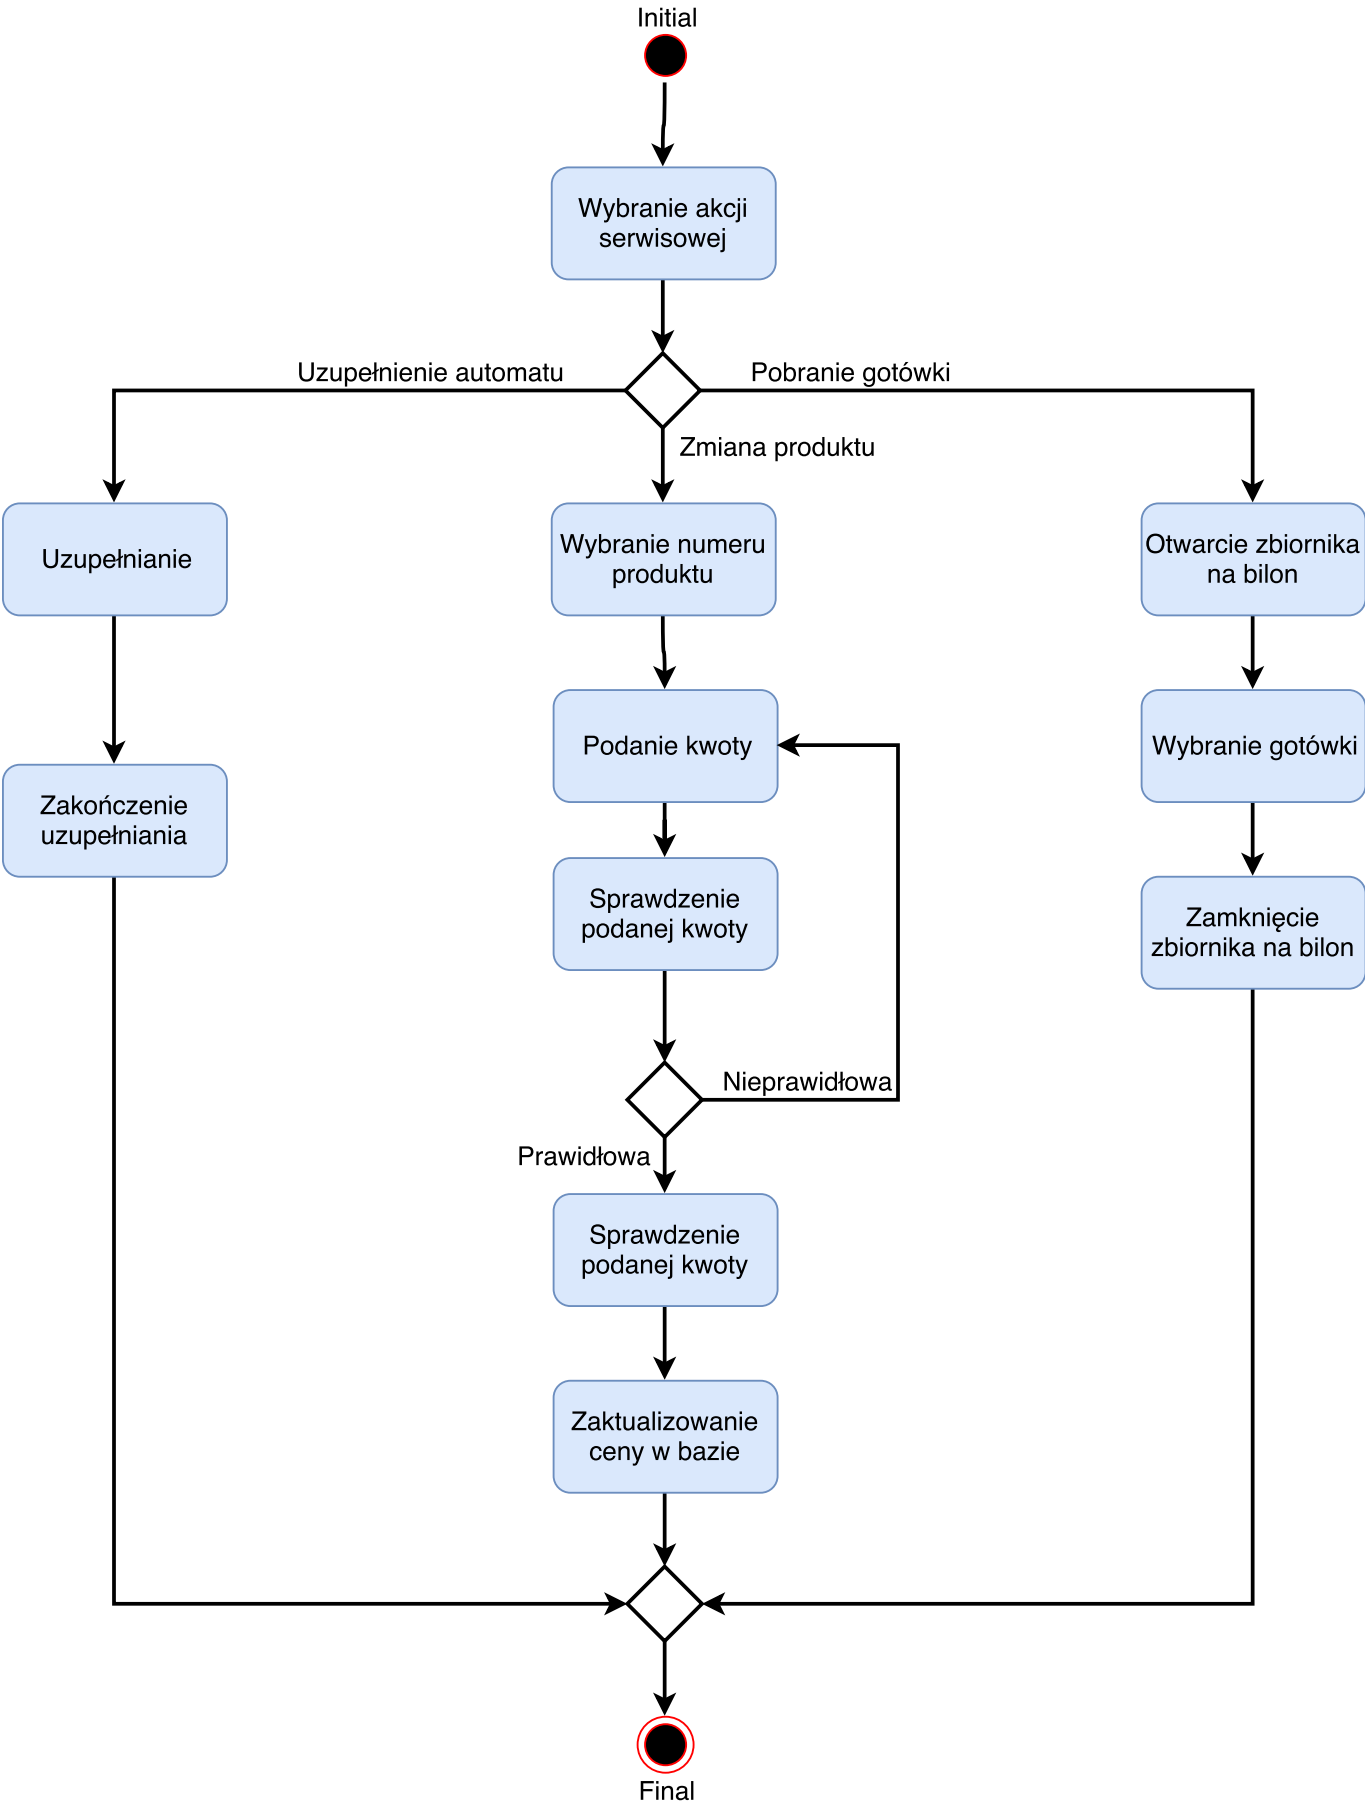 Initial
Wybranie akcji
serwisowej
Uzupełnienie automatu
Pobranie gotówki
Zmiana produktu
Uzupełnianie
Wybranie numeru
produktu
Otwarcie zbiornika
na bilon
Podanie kwoty
Wybranie gotówki
Zakończenie
uzupełniania
Sprawdzenie
podanej kwoty
Zamknięcie
zbiornika na bilon
Nieprawidłowa
Prawidłowa
Sprawdzenie
podanej kwoty
Zaktualizowanie
ceny w bazie
Final